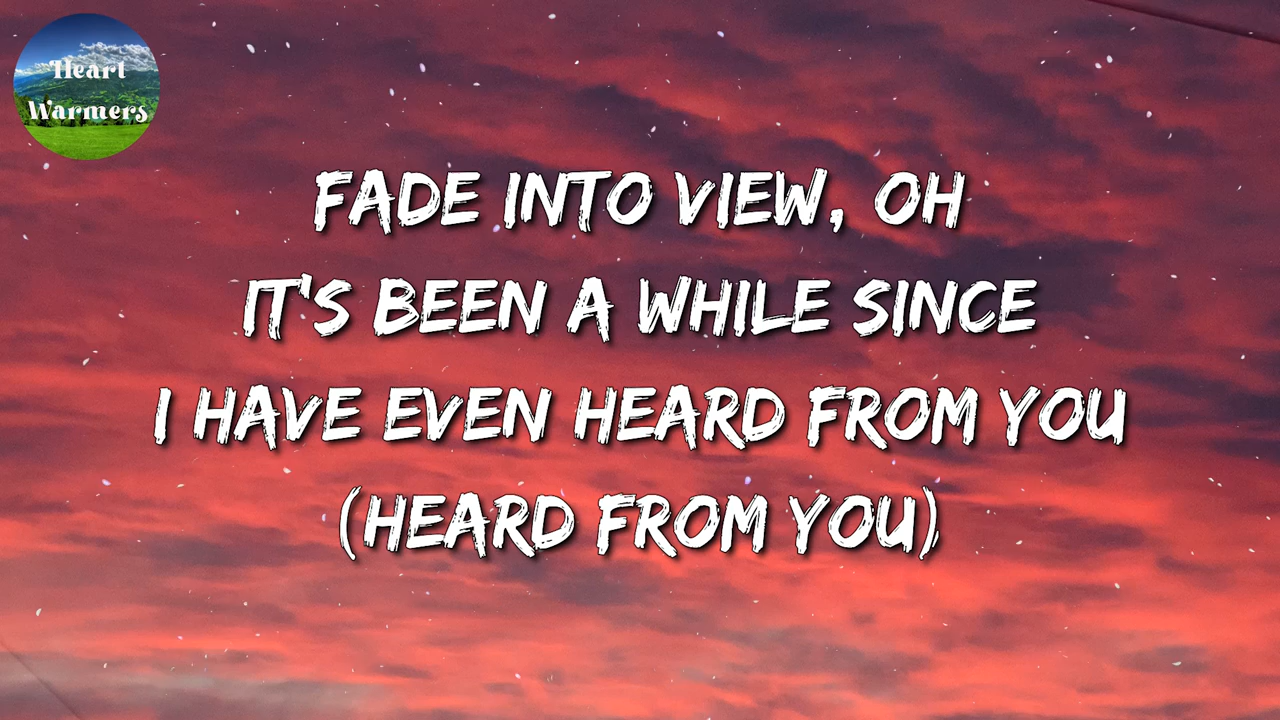 Heart
Warmers
FADE INTO VIEW, OH
IT'S BEEN A WHILE SINCE
I HAVE EVEN HEARD FROM YOU
(HEARD FROM YOU)